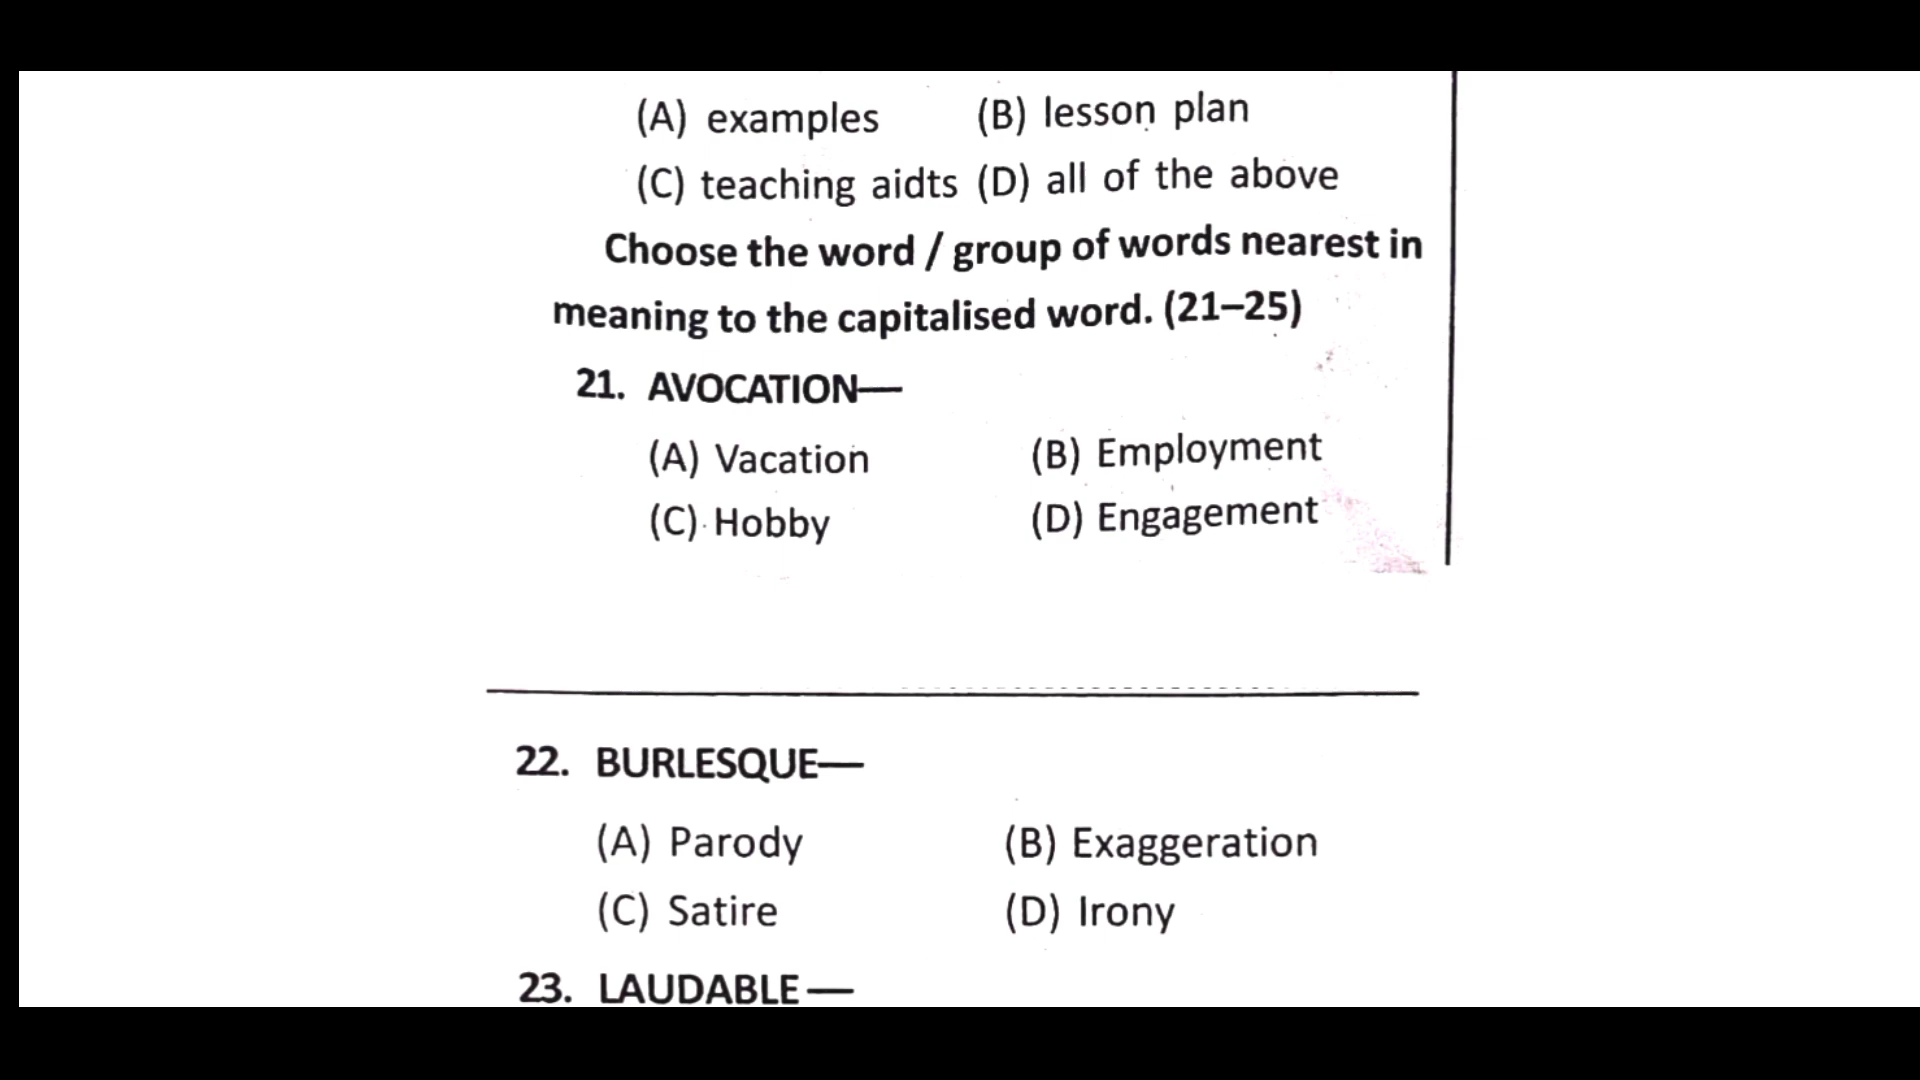 (A) examples (B) lesson plan
(C) teaching aidts (D) all of the above
Choose the word / group of words nearest in
meaning to the capitalised word. (21–25)
21. AVOCATION—
(A) Vacation (B) Employment
(C) Hobby (D) Engagement
22. BURLESQUE—
(A) Parody (B) Exaggeration
(C) Satire (D) Irony
23. LAUDABLE—